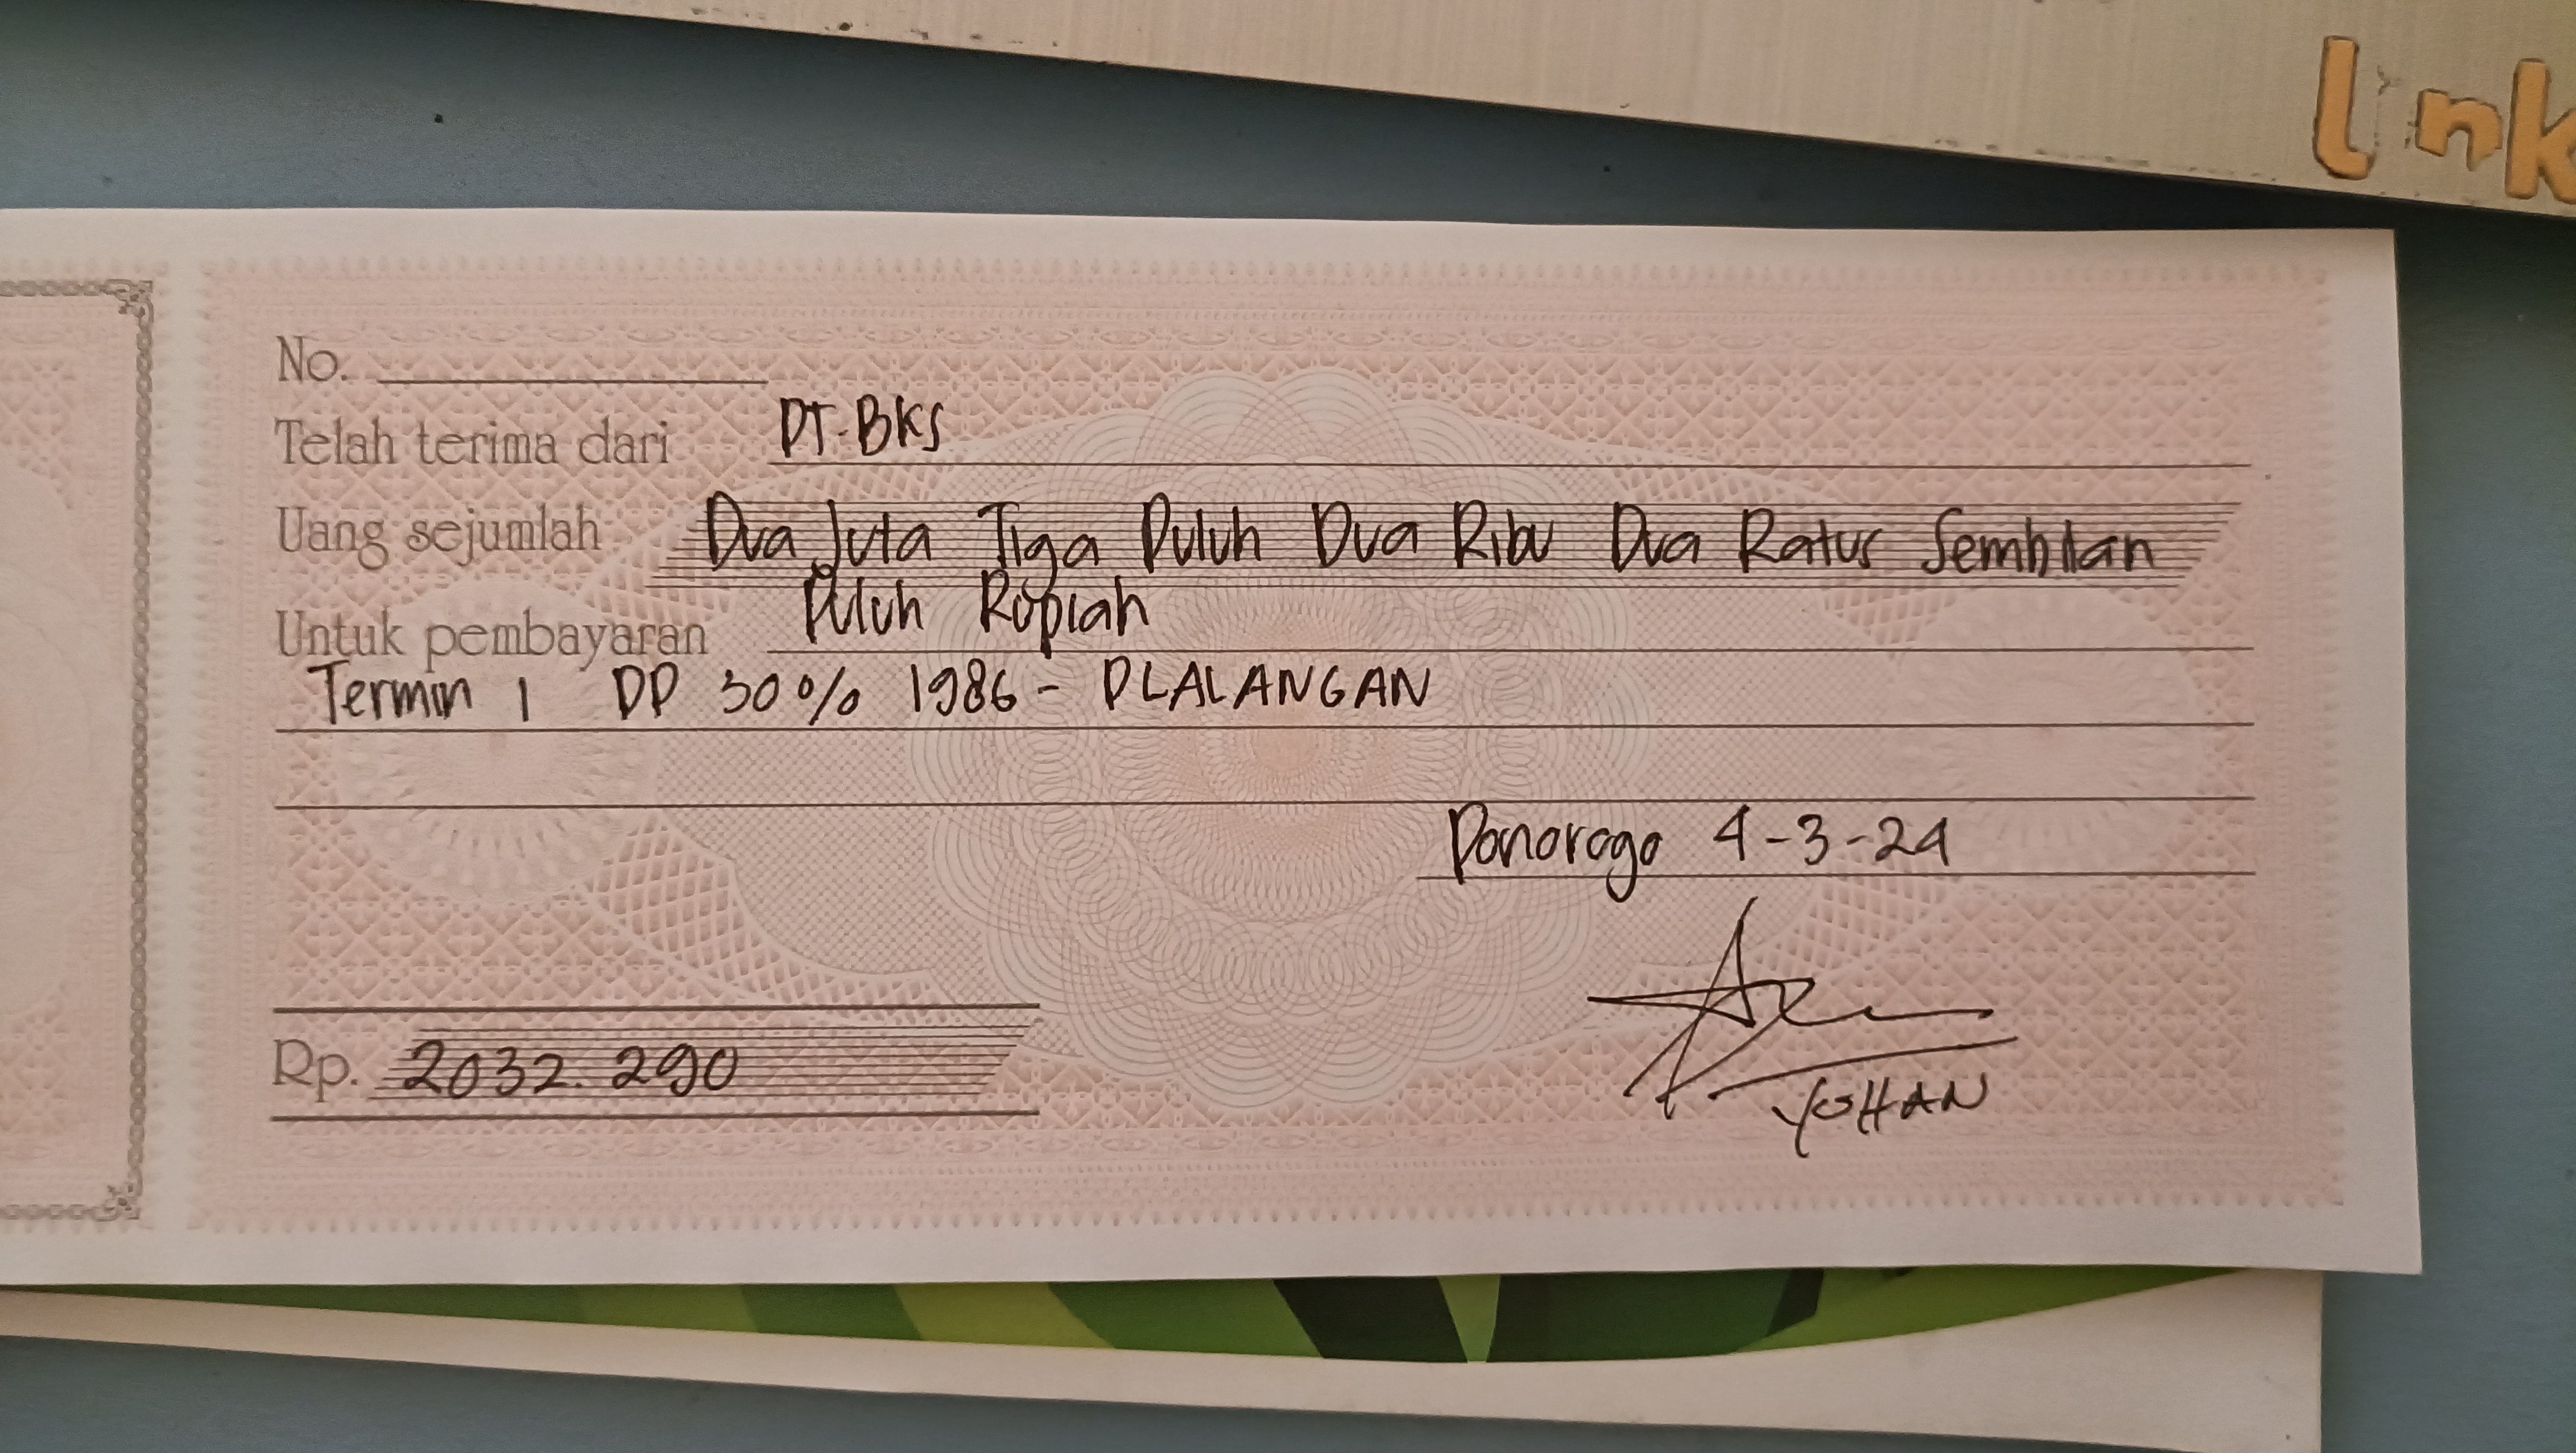 link
No.
Telah terima dari PT. BKS
Uang sejumlah Dua Juta Tiga Puluh Dua Ribu Dua Ratus Sembilan
Puluh Rupiah
Untuk pembayaran
Termin 1 DP 30% 1986 - PLALANGAN
Ponorogo 4-3-24
Rp. 2032.290
YOHAN